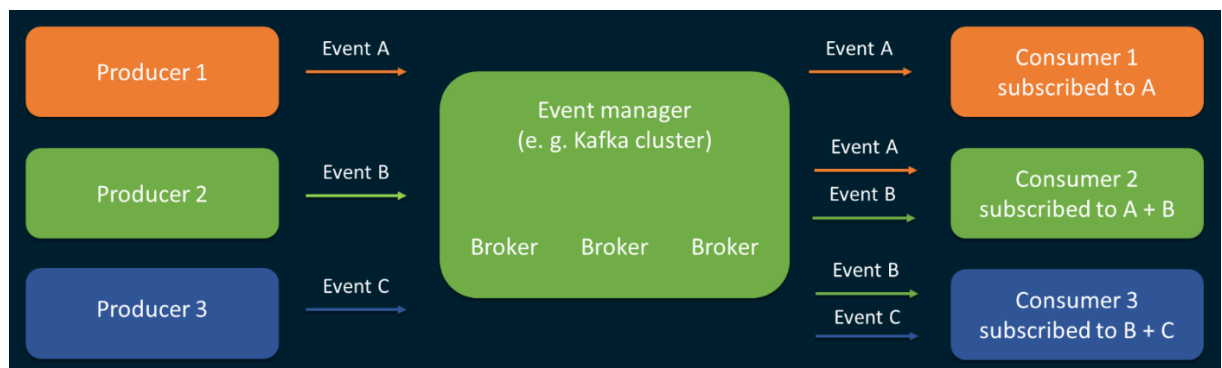 Producer 1
Event A
Event manager
(e. g. Kafka cluster)
Event A
Consumer 1
subscribed to A
Producer 2
Event B
Event A
Event B
Consumer 2
subscribed to A + B
Broker Broker Broker
Producer 3
Event C
Event B
Event C
Consumer 3
subscribed to B + C